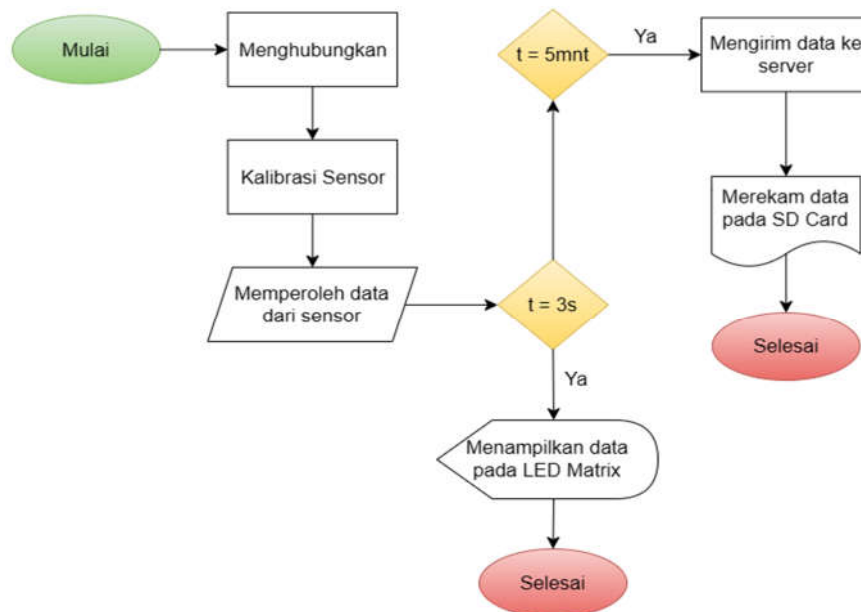 Mulai
Menghubungkan
Kalibrasi Sensor
Memperoleh data
dari sensor
t = 3s
Ya
Menampilkan data
pada LED Matrix
Selesai
t = 5mnt
Ya
Mengirim data ke
server
Merekam data
pada SD Card
Selesai